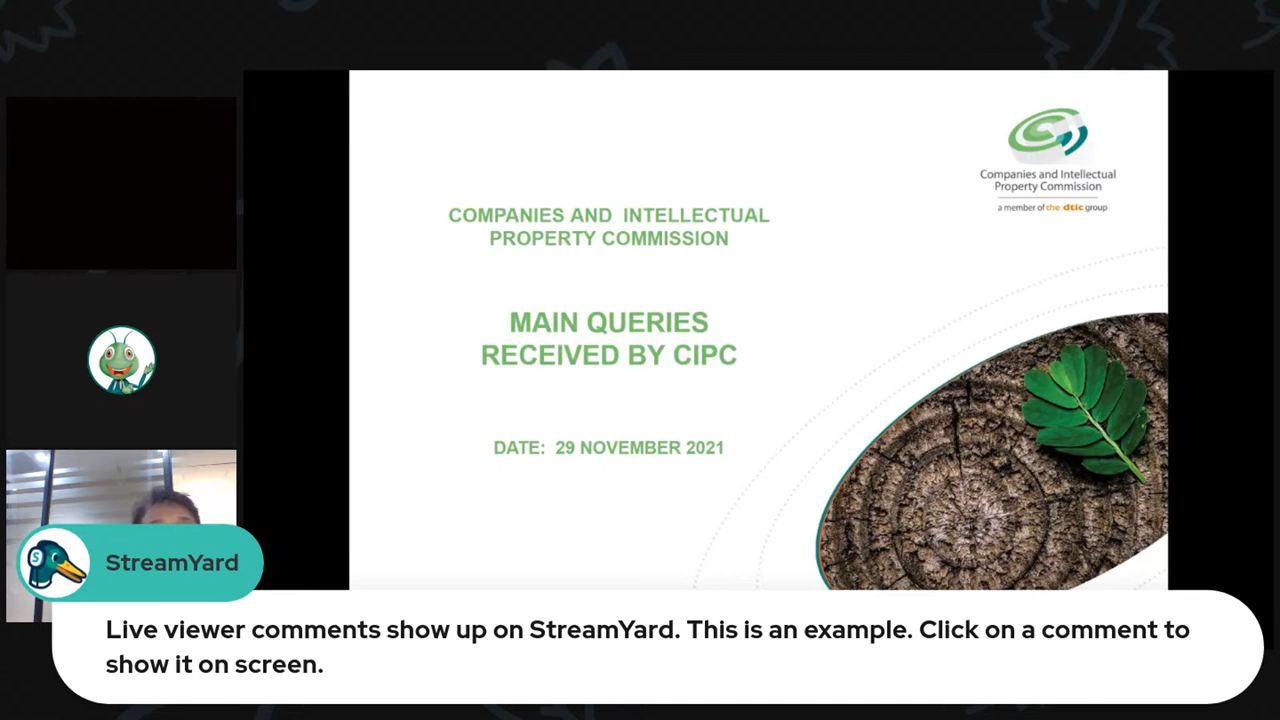 Companies and Intellectual
Property Commission
a member of the dtic group
COMPANIES AND INTELLECTUAL
PROPERTY COMMISSION
MAIN QUERIES
RECEIVED BY CIPC
DATE: 29 NOVEMBER 2021
S
StreamYard
Live viewer comments show up on StreamYard. This is an example. Click on a comment to
show it on screen.